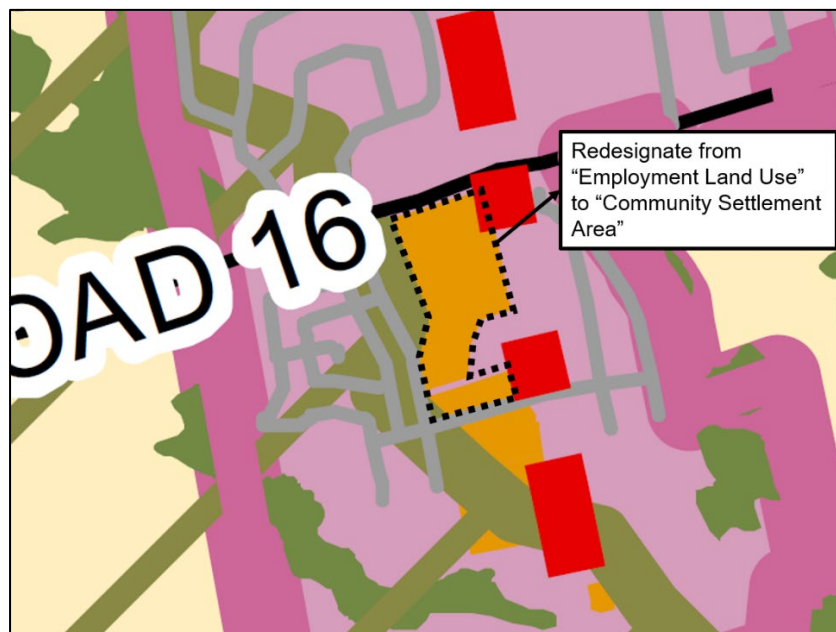 Redesignate from
“Employment Land Use”
to “Community Settlement
Area”
OAD 16